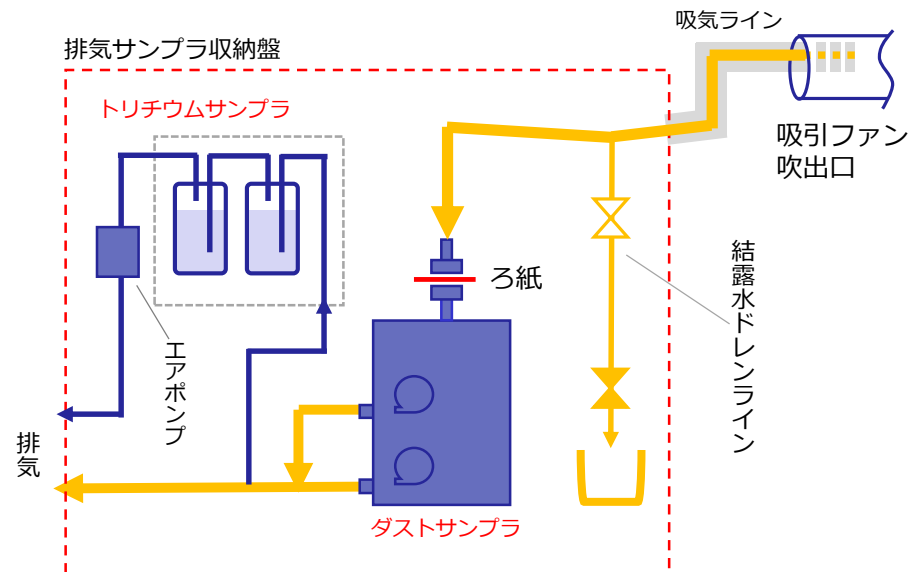 吸気ライン
排気サンプラ収納盤
トリチウムサンプラ
吸引ファン
吹出口
結露水ドレンライン
ろ紙
エアポンプ
排気
ダストサンプラ